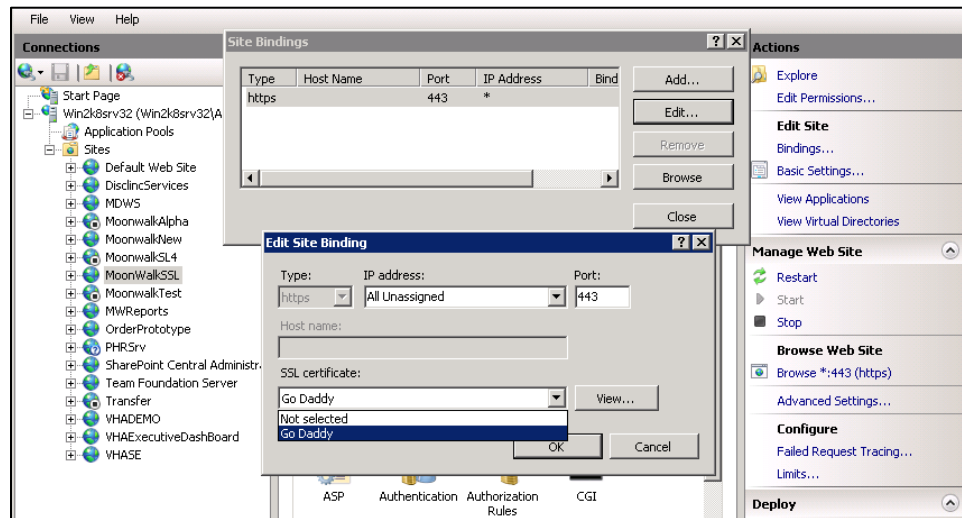 File View Help
Connections
Start Page
Win2k8srv32 (Win2k8srv32\A
Application Pools
Sites
Default Web Site
DisclincServices
MDWS
MoonwalkAlpha
MoonwalkNew
MoonwalkSL4
MoonWalkSSL
MoonwalkTest
MWReports
OrderPrototype
PHRSrv
SharePoint Central Administr
Team Foundation Server
Transfer
VHADEMO
VHAExecutiveDashBoard
VHASE
Site Bindings
Type Host Name Port IP Address Bind
https 443 *
Add...
Edit...
Remove
Browse
Close
Edit Site Binding
Type: IP address: Port:
https All Unassigned 443
Host name:
SSL certificate:
Go Daddy View...
Not selected
Go Daddy
OK Cancel
ASP Authentication Authorization Rules CGI
Actions
Explore
Edit Permissions...
Edit Site
Bindings...
Basic Settings...
View Applications
View Virtual Directories
Manage Web Site
Restart
Start
Stop
Browse Web Site
Browse *:443 (https)
Advanced Settings...
Configure
Failed Request Tracing...
Limits...
Deploy